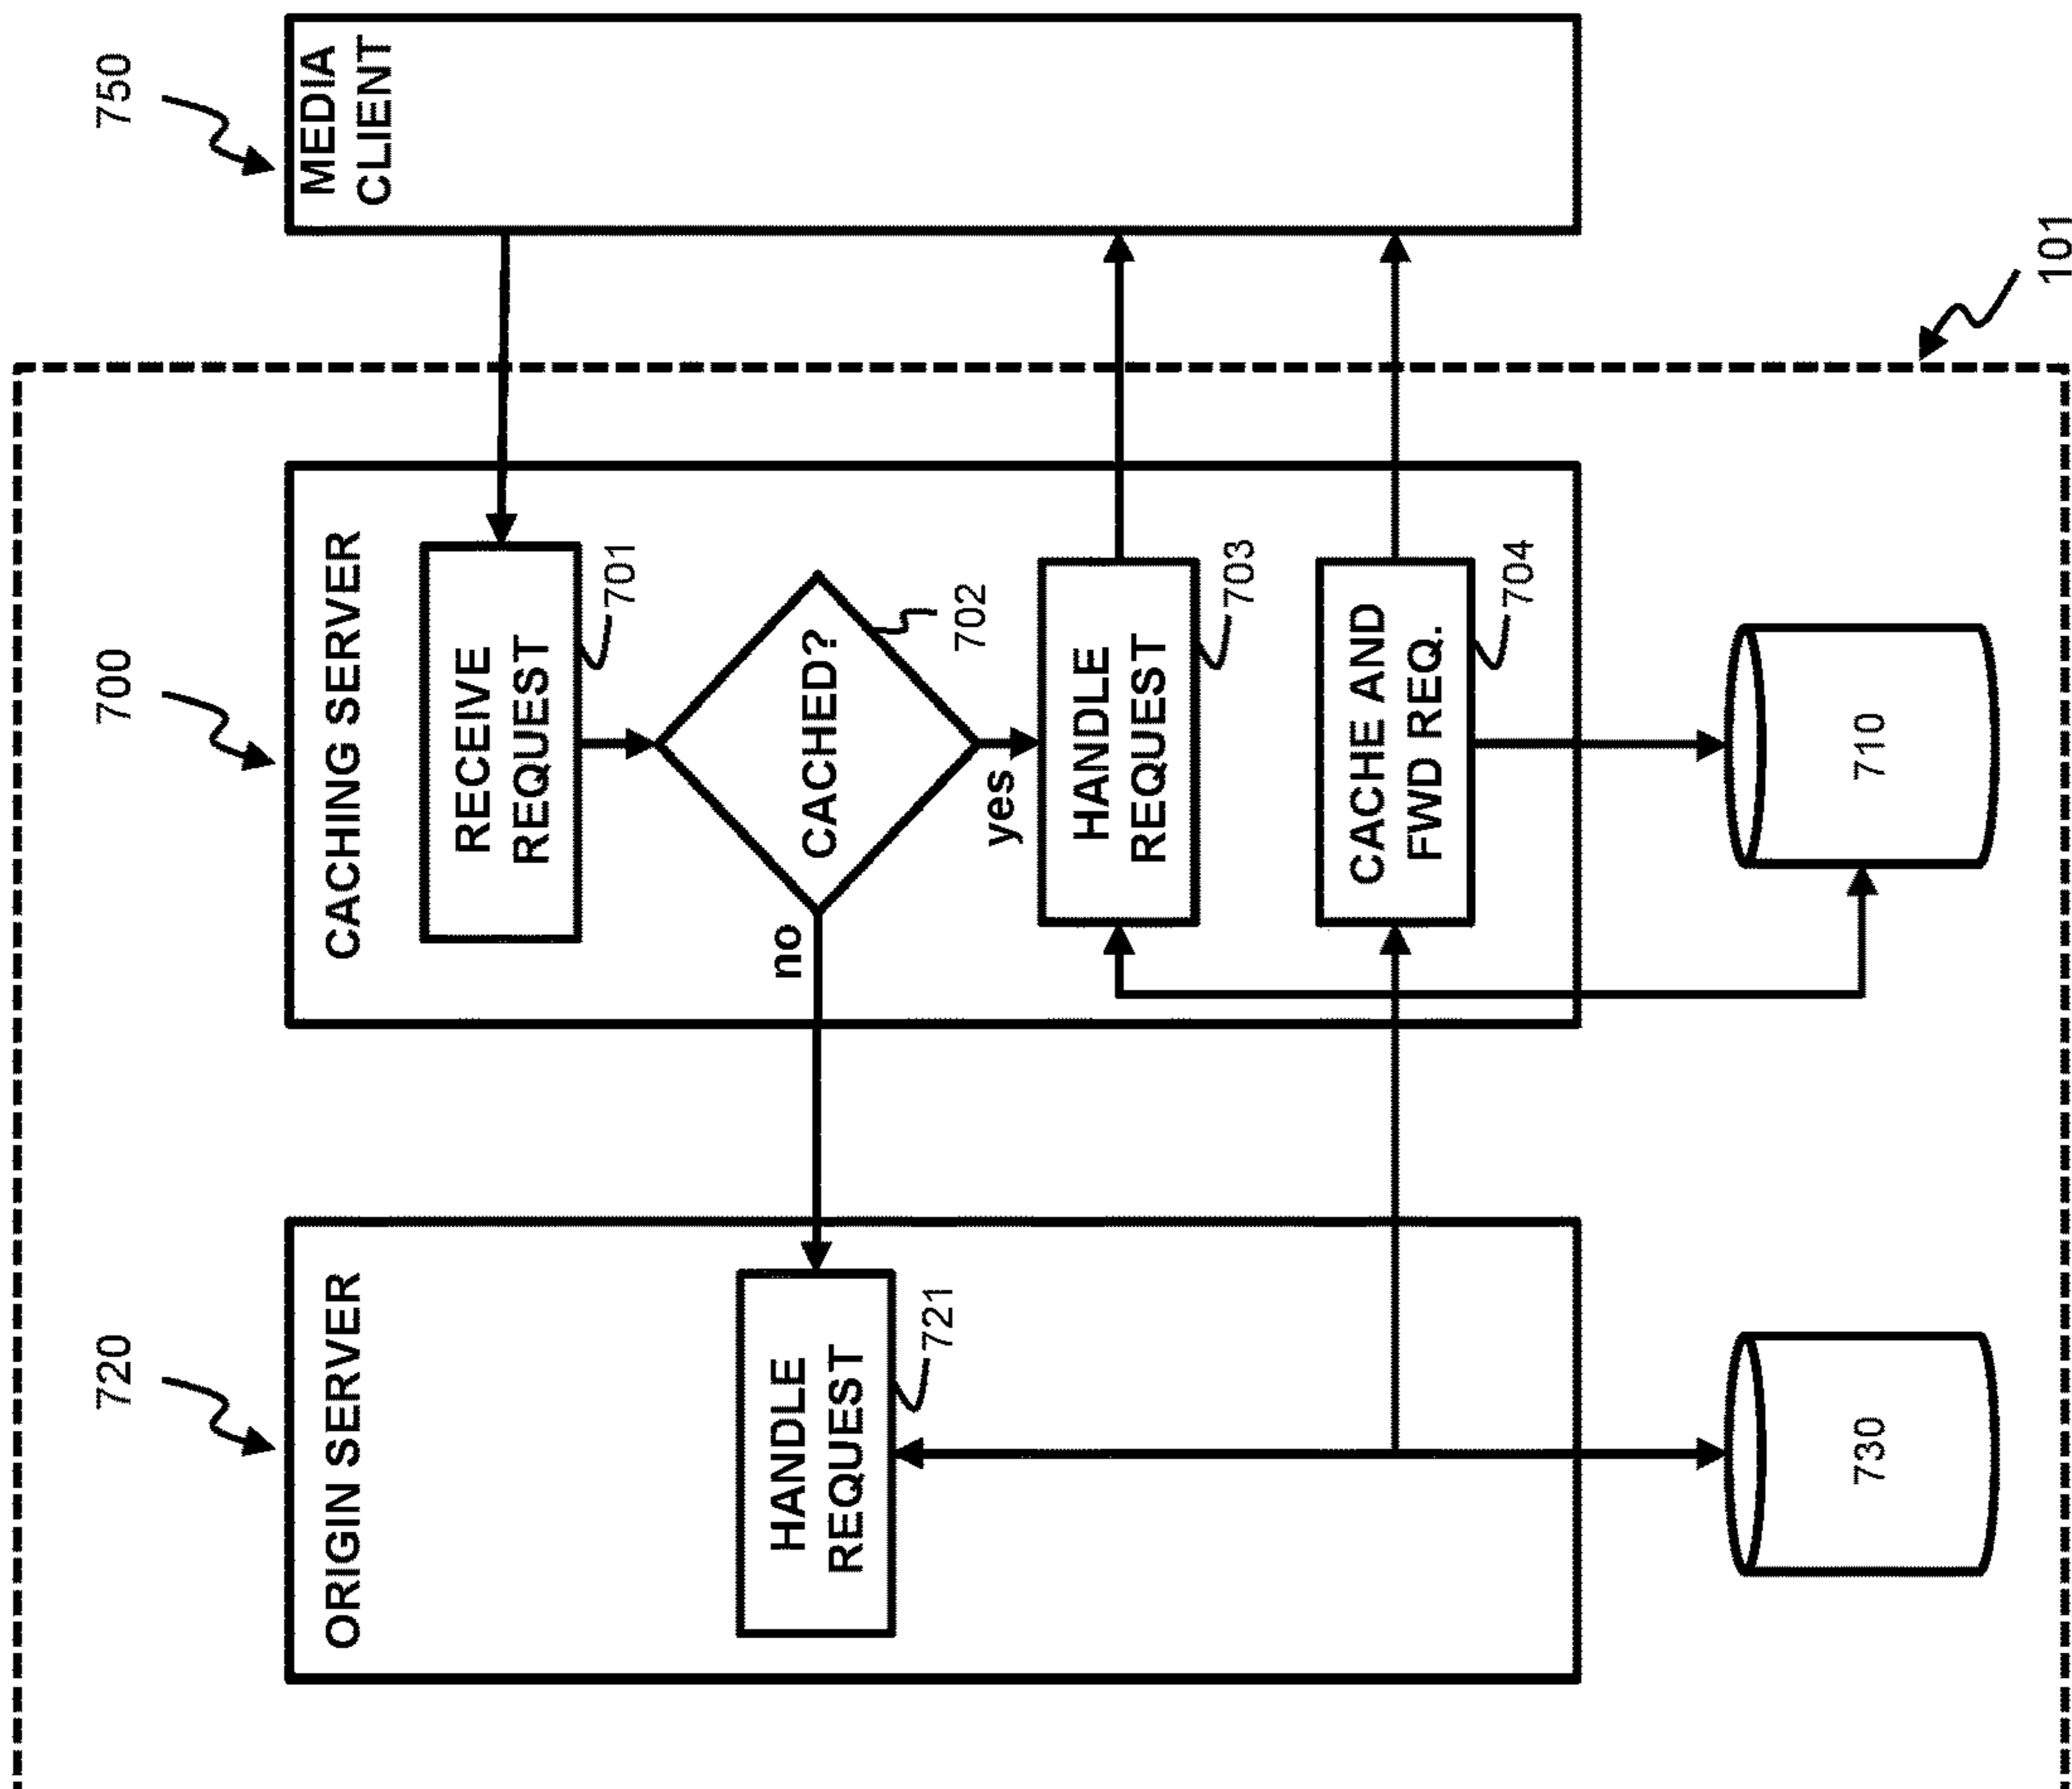 720
700
750
ORIGIN SERVER
CACHING SERVER
MEDIA
CLIENT
RECEIVE
REQUEST
701
CACHED?
702
no
yes
HANDLE
REQUEST
721
HANDLE
REQUEST
703
CACHE AND
FWD REQ.
704
730
710
101